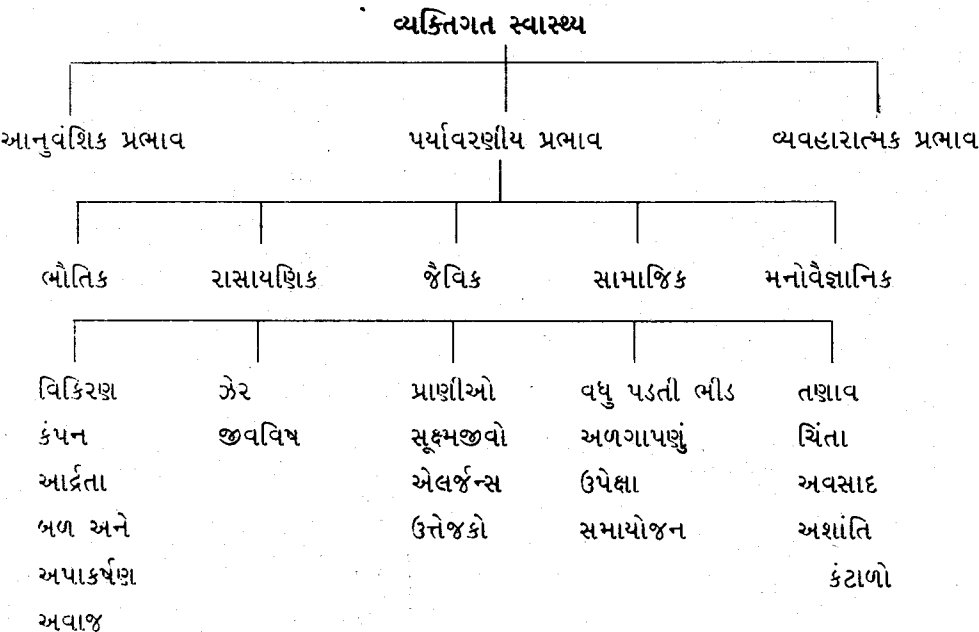 વ્યક્તિગત સ્વાસ્થ્ય
આનુવંશિક પ્રભાવ પર્યાવરણીય પ્રભાવ વ્યવહારાત્મક પ્રભાવ
ભૌતિક રાસાયણિક જૈવિક સામાજિક મનોવૈજ્ઞાનિક
વિકિરણ ઝેર પ્રાણીઓ વધુ પડતી ભીડ તણાવ
કંપન જીવવિષ સૂક્ષ્મજીવો અળગાપણું ચિંતા
આર્દ્રતા એલર્જન્સ ઉપેક્ષા અવસાદ
બળ અને ઉત્તેજકો સમાયોજન અશાંતિ
અપાકર્ષણ કંટાળો
અવાજ